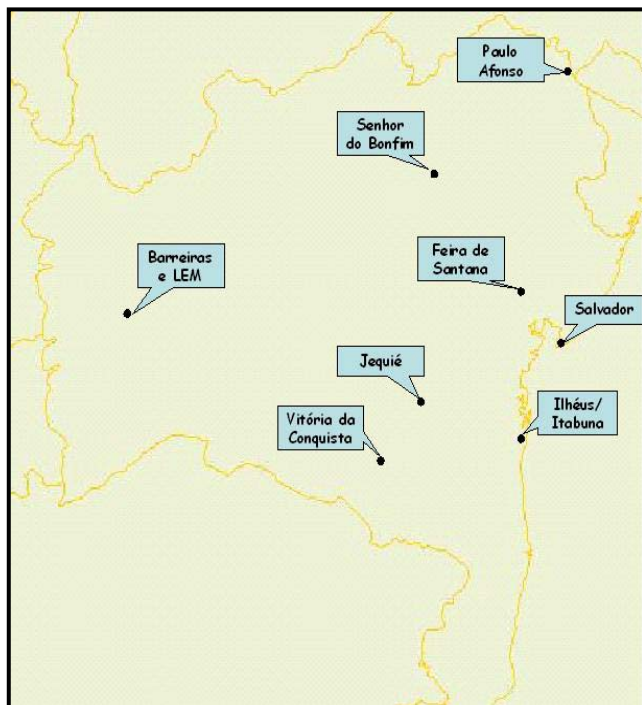 Paulo
Afonso
Senhor
do Bonfim
Barreiras
e LEM
Feira de
Santana
Salvador
Jequié
Ilhéus/
Itabuna
Vitória da
Conquista